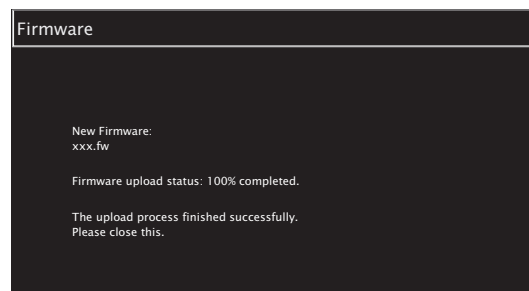 Firmware
New Firmware:
xxx.fw
Firmware upload status: 100% completed.
The upload process finished successfully.
Please close this.